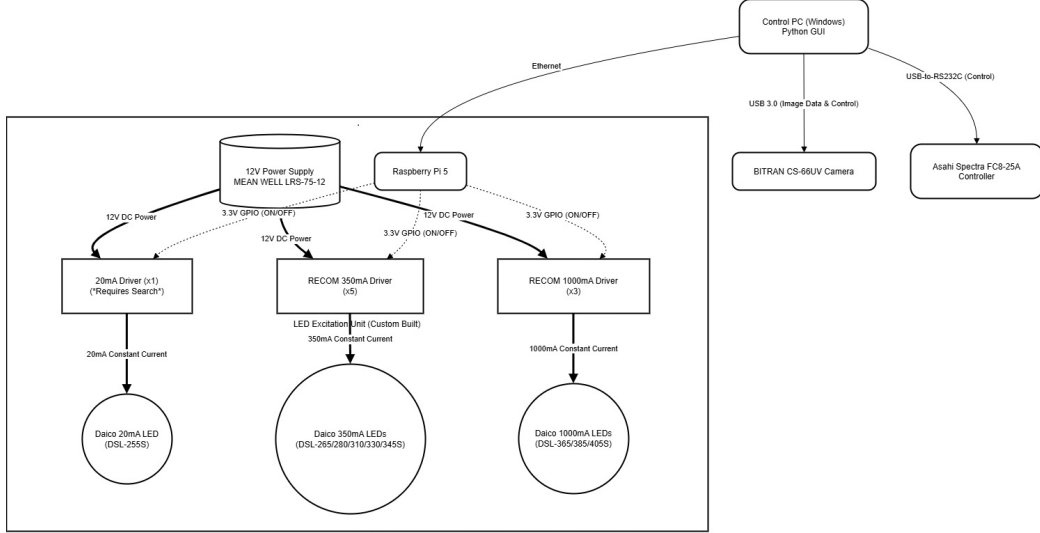 Control PC (Windows)
Python GUI
Ethernet
USB-to-RS232C (Control)
USB 3.0 (Image Data & Control)
12V Power Supply
MEAN WELL LRS-75-12
Raspberry Pi 5
BITRAN CS-66UV Camera
Asahi Spectra FC8-25A
Controller
12V DC Power
3.3V GPIO (ON/OFF)
12V DC Power
3.3V GPIO (ON/OFF)
12V DC Power
3.3V GPIO (ON/OFF)
20mA Driver (x1)
(*Requires Search*)
RECOM 350mA Driver
(x5)
RECOM 1000mA Driver
(x3)
LED Excitation Unit (Custom Built)
20mA Constant Current
350mA Constant Current
1000mA Constant Current
Daico 20mA LED
(DSL-255S)
Daico 350mA LEDs
(DSL-265/280/310/330/345S)
Daico 1000mA LEDs
(DSL-365/385/405S)